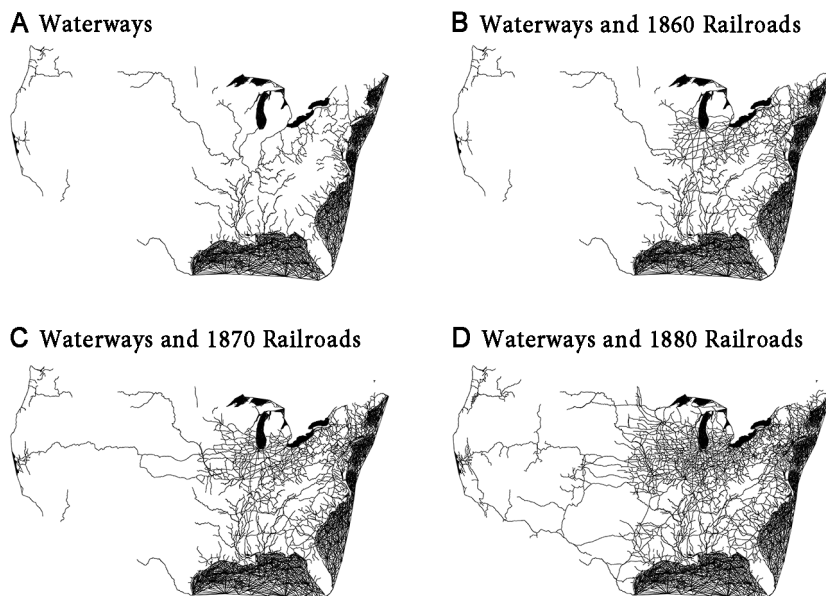 A Waterways
B Waterways and 1860 Railroads
C Waterways and 1870 Railroads
D Waterways and 1880 Railroads